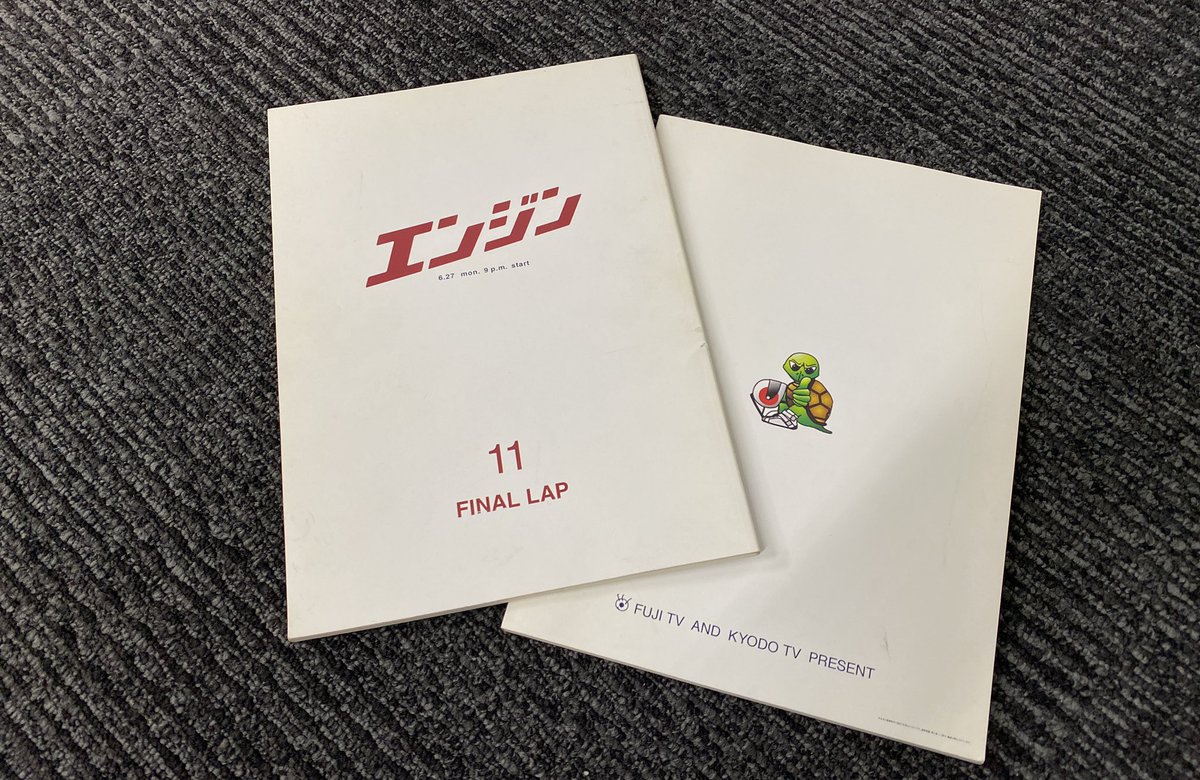 エンジン
6.27 mon. 9 p.m. start
11
FINAL LAP
FUJI TV AND KYODO TV PRESENT